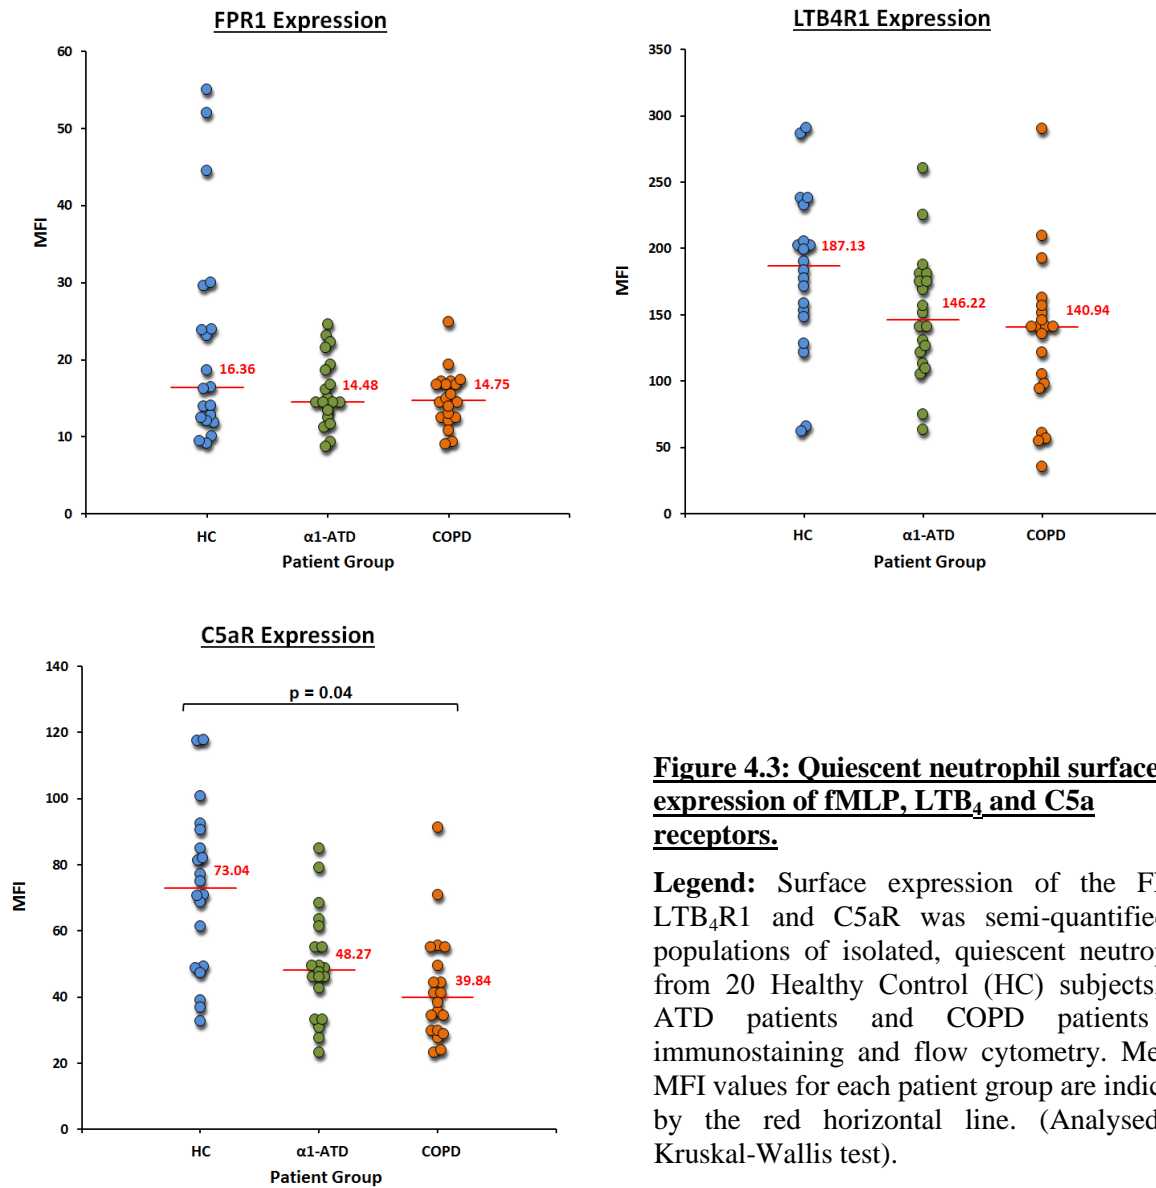 FPR1 Expression
60
50
40
30
20
10
0
MFI
16.36
14.48
14.75
HC
α1-ATD
COPD
Patient Group
LTB4R1 Expression
350
300
250
200
150
100
50
0
MFI
187.13
146.22
140.94
HC
α1-ATD
COPD
Patient Group
C5aR Expression
140
120
100
80
60
40
20
0
MFI
p = 0.04
73.04
48.27
39.84
HC
α1-ATD
COPD
Patient Group
Figure 4.3: Quiescent neutrophil surface
expression of fMLP, LTB₄ and C5a
receptors.
Legend: Surface expression of the
LTB₄R1 and C5aR was semi-quantified
populations of isolated, quiescent
from 20 Healthy Control (HC) subjects,
ATD patients and COPD patients
immunostaining and flow cytometry.
MFI values for each patient group are
by the red horizontal line. (Analysed
Kruskal-Wallis test).